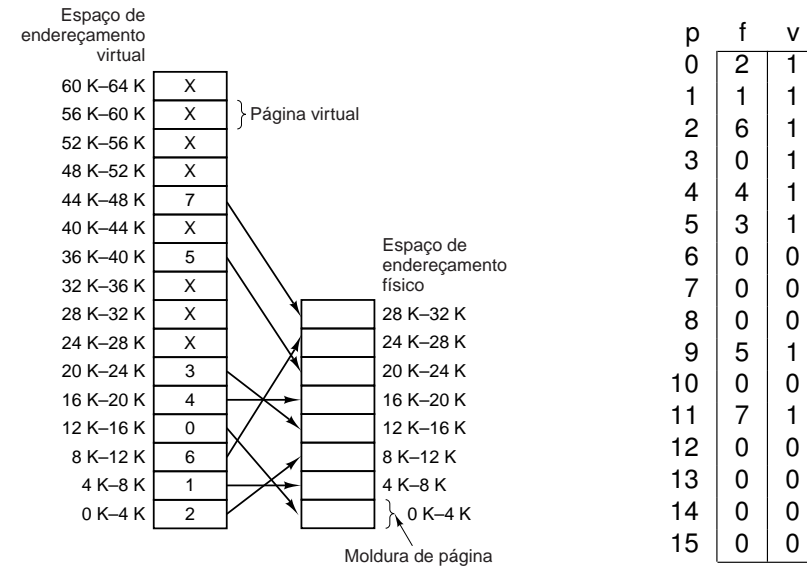 Espaço de
endereçamento
virtual
60 K–64 K X
56 K–60 K X Página virtual
52 K–56 K X
48 K–52 K X
44 K–48 K 7
40 K–44 K X
36 K–40 K 5
32 K–36 K X
28 K–32 K X
24 K–28 K X
20 K–24 K 3
16 K–20 K 4
12 K–16 K 0
8 K–12 K 6
4 K–8 K 1
0 K–4 K 2
Espaço de
endereçamento
físico
28 K–32 K
24 K–28 K
20 K–24 K
16 K–20 K
12 K–16 K
8 K–12 K
4 K–8 K
0 K–4 K
Moldura de página
p f v
0 2 1
1 1 1
2 6 1
3 0 1
4 4 1
5 3 1
6 0 0
7 0 0
8 0 0
9 5 1
10 0 0
11 7 1
12 0 0
13 0 0
14 0 0
15 0 0